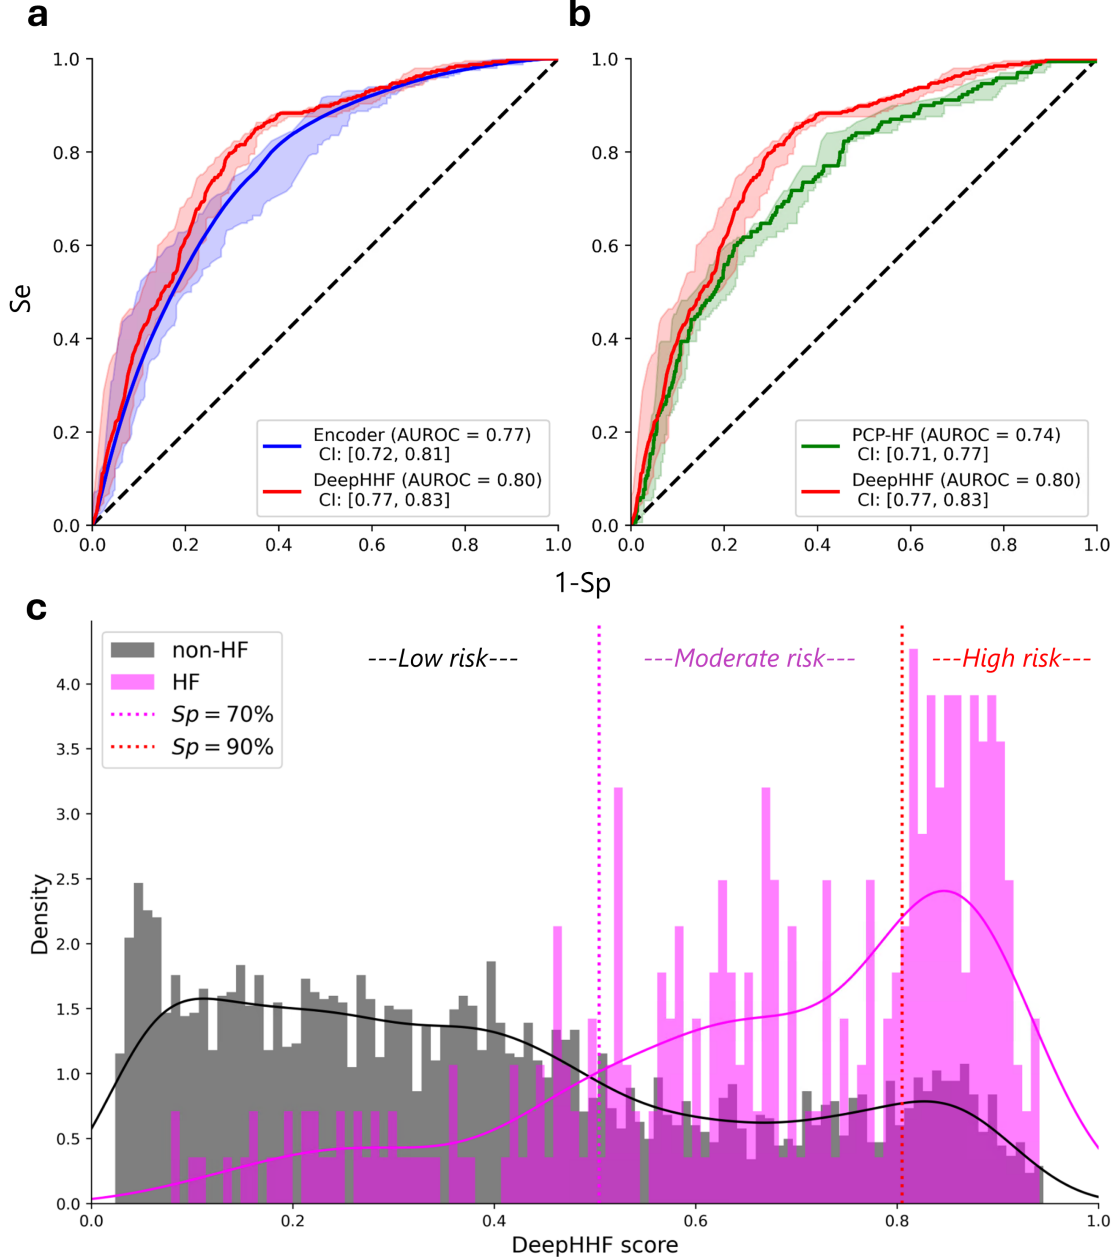 a
b
1.0
0.8
0.6
0.4
0.2
0.0
Se
Encoder (AUROC = 0.77)
CI: [0.72, 0.81]
DeepHHF (AUROC = 0.80)
CI: [0.77, 0.83]
0.0 0.2 0.4 0.6 0.8 1.0
1.0
0.8
0.6
0.4
0.2
0.0
PCP-HF (AUROC = 0.74)
CI: [0.71, 0.77]
DeepHHF (AUROC = 0.80)
CI: [0.77, 0.83]
0.0 0.2 0.4 0.6 0.8 1.0
1-Sp
c
non-HF
HF
Sp = 70%
Sp = 90%
---Low risk---
---Moderate risk---
---High risk---
4.0
3.5
3.0
2.5
2.0
1.5
1.0
0.5
0.0
Density
0.0 0.2 0.4 0.6 0.8 1.0
DeepHHF score